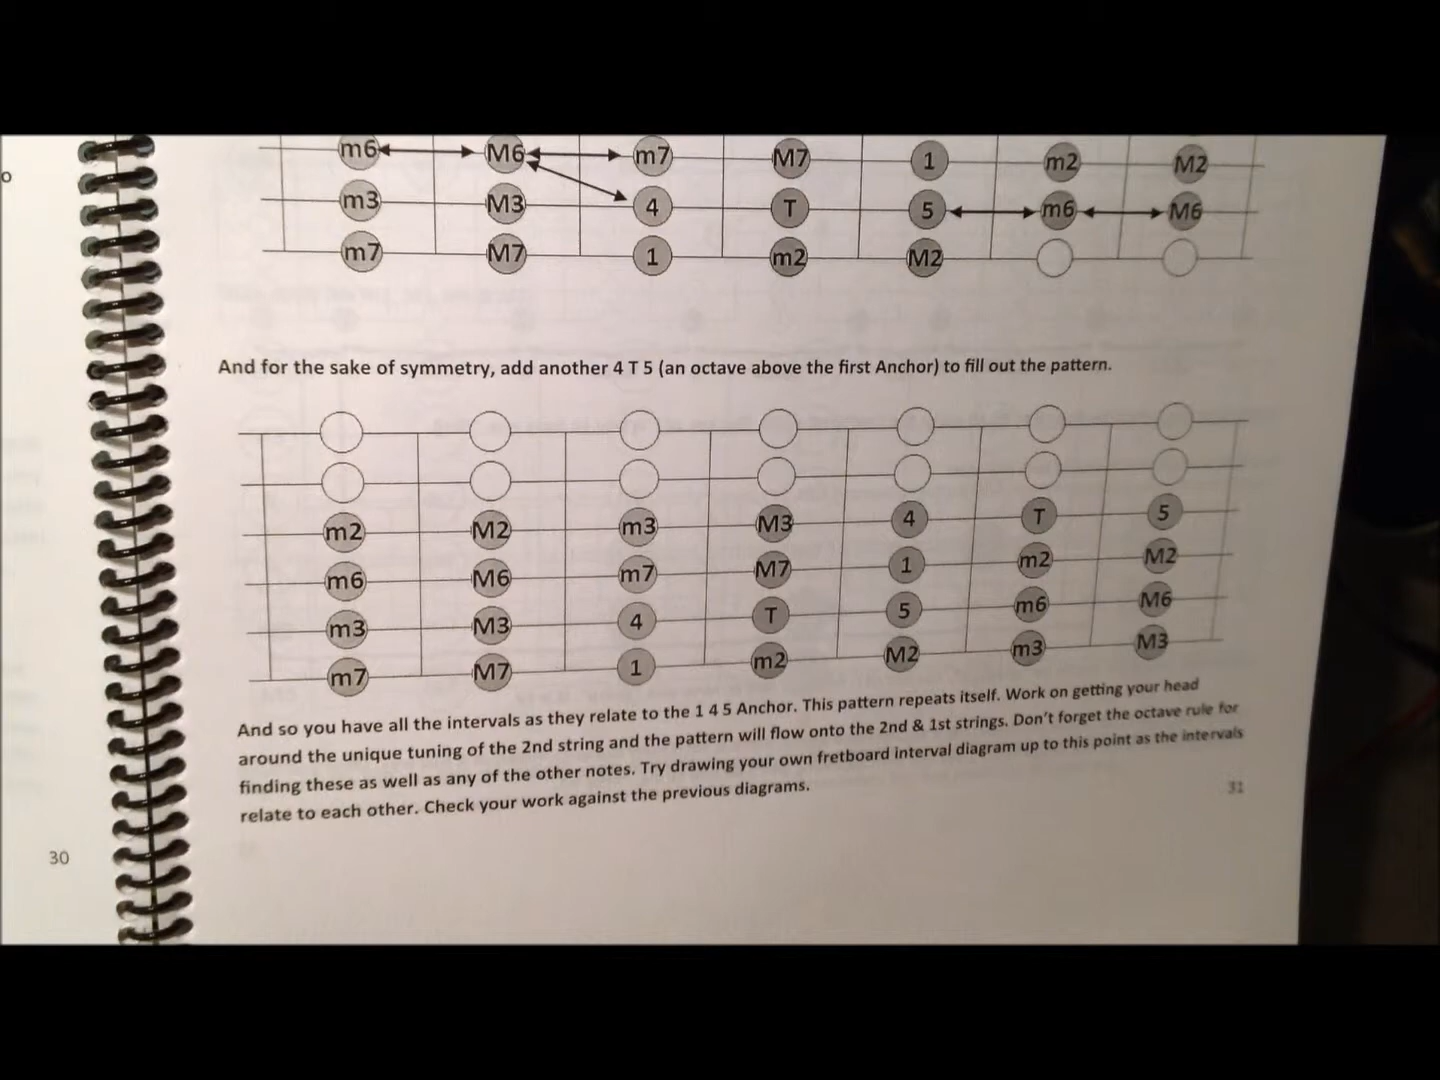 o
m6 M6 m7 M7 1 m2 M2
m3 M3 4 T 5 m6 M6
m7 M7 1 m2 M2
And for the sake of symmetry, add another 4 T 5 (an octave above the first Anchor) to fill out the pattern.
m2 M2 m3 M3 4 T 5
m6 M6 m7 M7 1 m2 M2
m3 M3 4 T 5 m6 M6
m7 M7 1 m2 M2 m3 M3
And so you have all the intervals as they relate to the 1 4 5 Anchor. This pattern repeats itself. Work on getting your head
around the unique tuning of the 2nd string and the pattern will flow onto the 2nd & 1st strings. Don't forget the octave rule for
finding these as well as any of the other notes. Try drawing your own fretboard interval diagram up to this point as the intervals
relate to each other. Check your work against the previous diagrams.
31
30